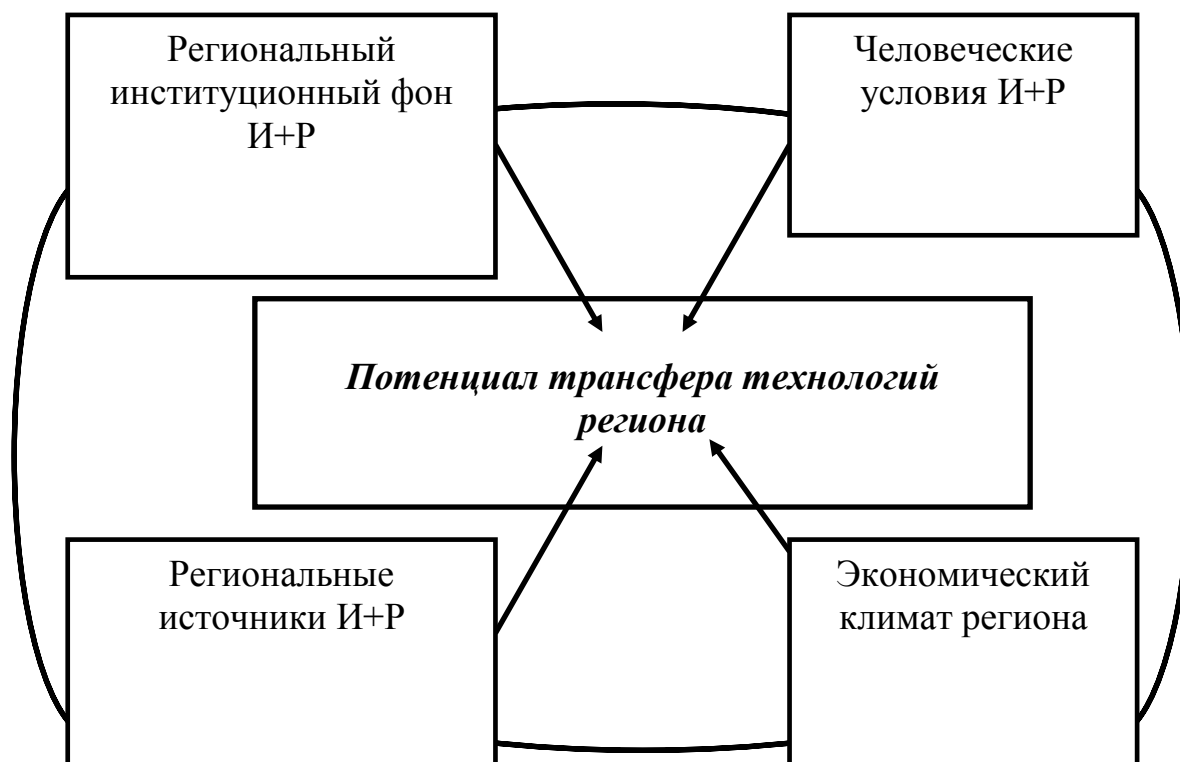 Региональный
институционный фон
И+Р
Человеческие
условия И+Р
Потенциал трансфера технологий
региона
Региональные
источники И+Р
Экономический
климат региона